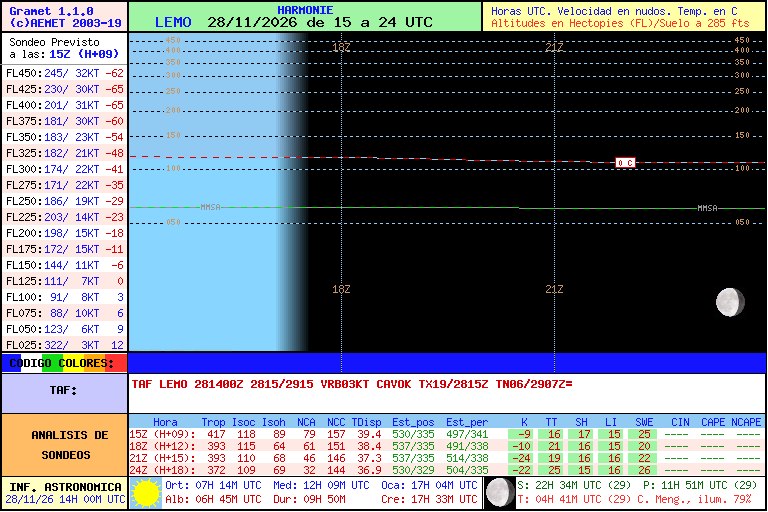 Gramet 1.1.0
(c)AEMET 2003-19
HARMONIE
LEMO 28/11/2026 de 15 a 24 UTC
Horas UTC. Velocidad en nudos. Temp. en C
Altitudes en Hectopies (FL)/Suelo a 285 fts
Sondeo Previsto
a las: 15Z (H+09)
FL450:245/ 32KT -62
FL425:230/ 30KT -65
FL400:201/ 31KT -65
FL375:181/ 30KT -60
FL350:183/ 23KT -54
FL325:182/ 21KT -48
FL300:174/ 22KT -41
FL275:171/ 22KT -35
FL250:186/ 19KT -29
FL225:203/ 14KT -23
FL200:198/ 15KT -18
FL175:172/ 15KT -11
FL150:144/ 11KT -6
FL125:111/ 7KT 0
FL100: 91/ 8KT 3
FL075: 88/ 10KT 6
FL050:123/ 6KT 9
FL025:322/ 3KT 12
450 18Z 21Z 450
400 400
350 350
300 300
250 250
200 200
150 150
0 C
100 100
MMSA MMSA
050 050
18Z 21Z
CODIGO COLORES:
TAF:
TAF LEMO 281400Z 2815/2915 VRB03KT CAVOK TX19/2815Z TN06/2907Z=
ANALISIS DE
SONDEOS
Hora Trop Isoc Isoh NCA NCC TDisp Est_pos Est_per K TT SH LI SWE CIN CAPE NCAPE
15Z (H+09): 417 118 89 79 157 39.4 530/335 497/341 -9 16 17 15 25 ---- ---- ----
18Z (H+12): 393 115 64 83 151 38.4 537/335 491/338 -10 21 16 15 20 ---- ---- ----
21Z (H+15): 393 110 68 46 146 37.3 537/335 514/338 -24 19 16 16 22 ---- ---- ----
24Z (H+18): 372 109 69 32 144 36.9 530/329 504/335 -22 25 15 16 26 ---- ---- ----
INF. ASTRONOMICA
28/11/26 14H 00M UTC
Ort: 07H 14M UTC Med: 12H 09M UTC Oca: 17H 04M UTC
Alb: 06H 45M UTC Dur: 09H 50M Cre: 17H 33M UTC
S: 22H 34M UTC (29) P: 11H 51M UTC (29)
T: 04H 41M UTC (29) C. Meng., ilum. 79%